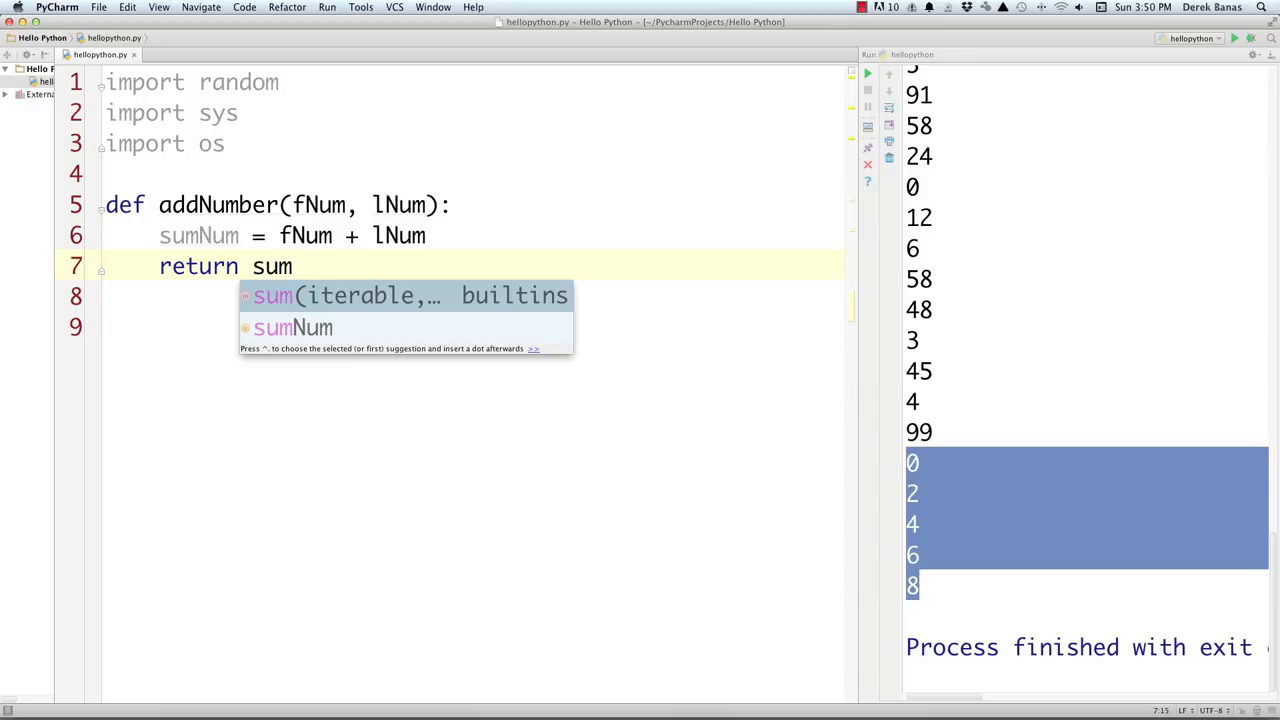 PyCharm File Edit View Navigate Code Refactor Run Tools VCS Window Help 10 Sun 3:50 PM Derek Banas
hellopython.py - Hello Python - [~/PycharmProjects/Hello Python]
Hello Python hellopython.py hellopython
hellopython.py Run hellopython
Hello P
hell
Extern
1 import random
2 import sys
3 import os
4
5 def addNumber(fNum, lNum):
6 sumNum = fNum + lNum
7 return sum
8
9
sum(iterable,… builtins
sumNum
Press ^. to choose the selected (or first) suggestion and insert a dot afterwards >>
91
58
24
0
12
6
58
48
3
45
4
99
0
2
4
6
8
Process finished with exit
7:15 LF UTF-8